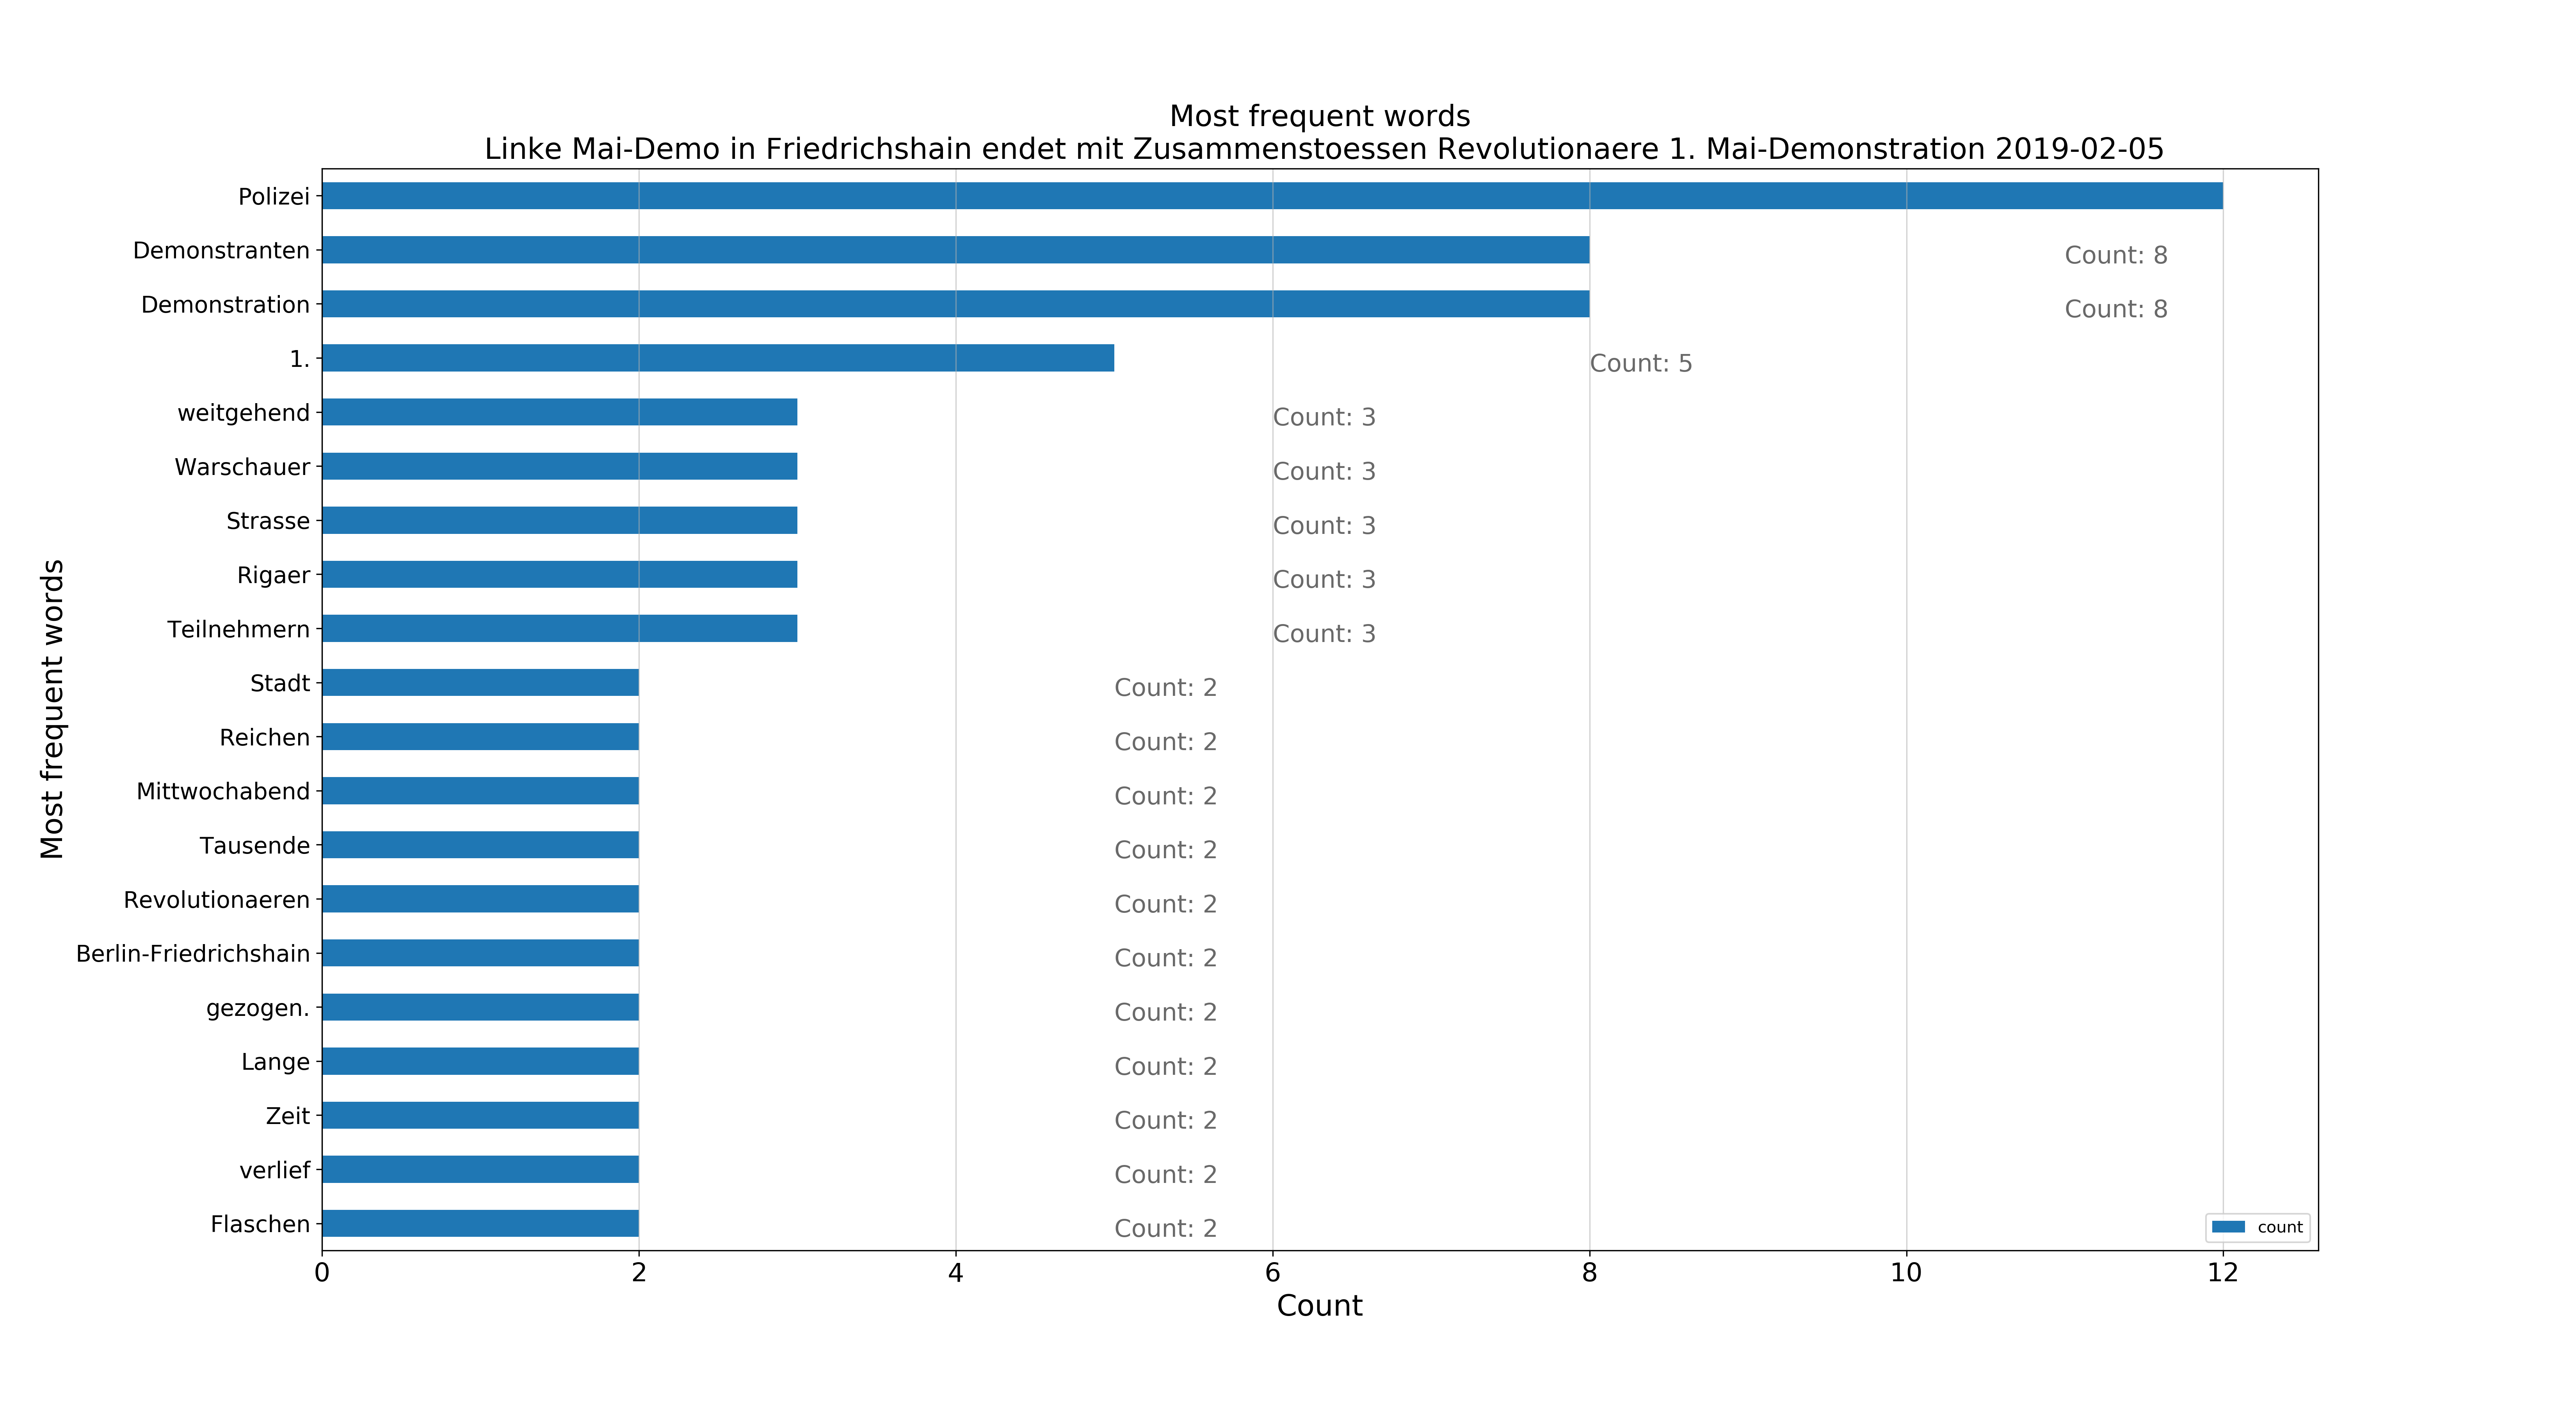 Most frequent words
Linke Mai-Demo in Friedrichshain endet mit Zusammenstoessen Revolutionaere 1. Mai-Demonstration 2019-02-05
Most frequent words
Polizei
Demonstranten Count: 8
Demonstration Count: 8
1. Count: 5
weitgehend Count: 3
Warschauer Count: 3
Strasse Count: 3
Rigaer Count: 3
Teilnehmern Count: 3
Stadt Count: 2
Reichen Count: 2
Mittwochabend Count: 2
Tausende Count: 2
Revolutionaeren Count: 2
Berlin-Friedrichshain Count: 2
gezogen. Count: 2
Lange Count: 2
Zeit Count: 2
verlief Count: 2
Flaschen Count: 2
count
0 2 4 6 8 10 12
Count